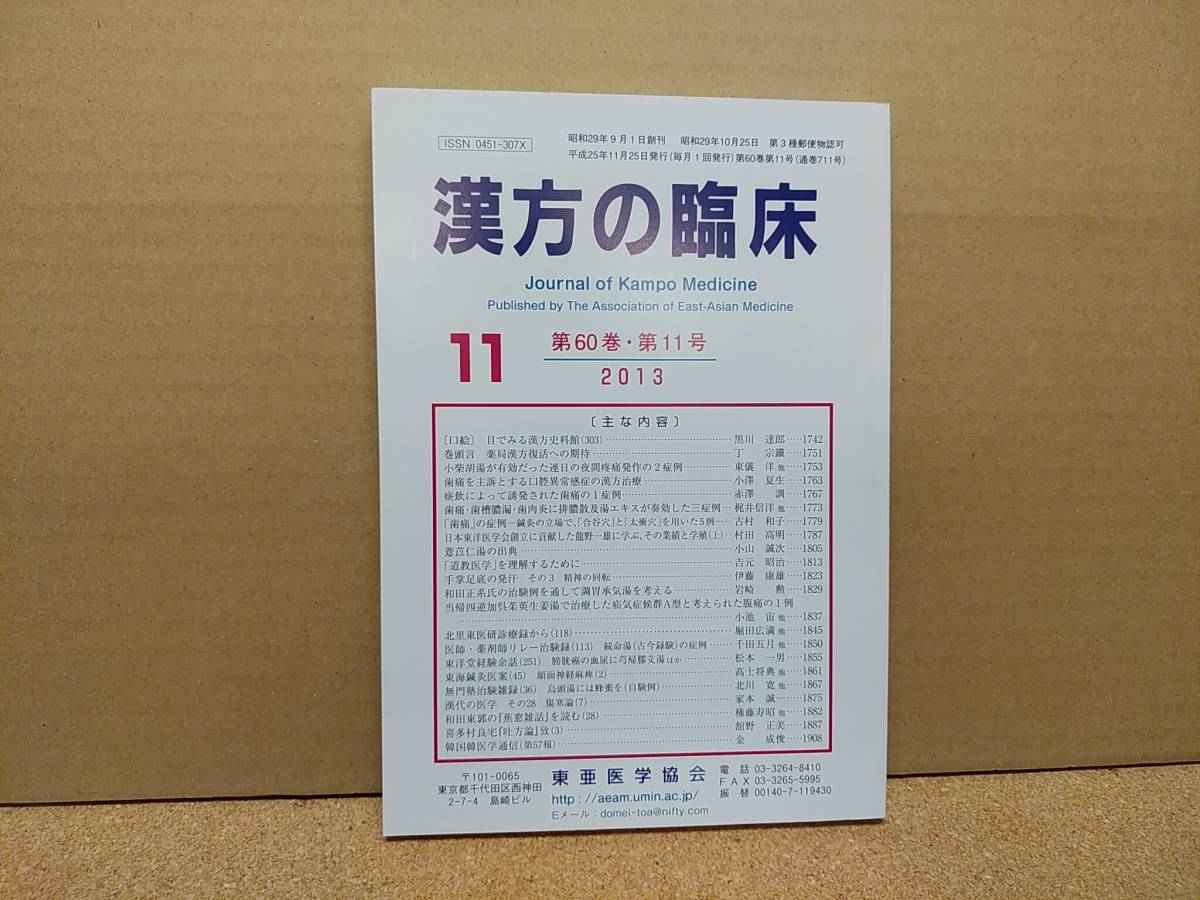 ISSN 0451-307X
昭和29年9月1日創刊 昭和29年10月25日 第3種郵便物認可
平成25年11月25日発行(毎月1回発行)第60巻第11号(通巻711号)
漢方の臨床
Journal of Kampo Medicine
Published by The Association of East-Asian Medicine
11 第60巻・第11号
2013
〔主な内容〕
〔口絵〕 目でみる漢方史料館(303)……黒川 達郎……1742
巻頭言 薬局漢方復活への期待……丁 宗鐵……1751
小柴胡湯が有効だった連日の夜間疼痛発作の2症例……東儀 洋 他……1753
歯痛を主訴とする口腔異常感症の漢方治療……小澤 夏生……1763
痰飲によって誘発された歯痛の1症例……赤澤 訓……1767
歯痛・歯槽膿漏・歯肉炎に排膿散及湯エキスが奏効した三症例…梶井信洋 他…1773
「歯痛」の症例―鍼灸の立場で、「合谷穴」と「太衝穴」を用いた5例―…古村 和子……1779
日本東洋医学会創立に貢献した龍野一雄に学ぶ、その業績と学殖(上)‥村田 高明……1787
薏苡仁湯の出典……小山 誠次……1805
「道教医学」を理解するために……吉元 昭治……1813
手掌足底の発汗 その3 精神の回転……伊藤 康雄……1823
和田正系氏の治験例を通して調胃承気湯を考える……岩崎 勲……1829
当帰四逆加呉茱萸生姜湯で治療した疝気症候群A型と考えられた腹痛の1例
……小池 宙 他……1837
北里東医研診療録から(118)……堀田広満 他……1845
医師・薬剤師リレー治験録(113) 続命湯(古今録験)の症例……千田五月 他……1850
東洋堂経験余話(251) 膀胱癌の血尿に芎帰膠艾湯ほか……松本 一男……1855
東海鍼灸医案(45) 顔面神経麻痺(2)……髙士将典 他……1861
無門塾治験雑録(36) 烏頭湯には蜂蜜を(自験例)……北川 寛 他……1867
漢代の医学 その28 傷寒論(7)……家本 誠一……1875
和田東郭の『蕉窓雑話』を読む(28)……権藤寿昭 他……1882
喜多村良宅『吐方論』攷(3)……舘野 正美……1887
韓国韓医学通信(第57報)……金 成俊……1908
〒101-0065
東京都千代田区西神田
2-7-4 島崎ビル
東亜医学協会
http://aeam.umin.ac.jp/
Eメール:domei-toa@nifty.com
電話 03-3264-8410
FAX 03-3265-5995
振替 00140-7-119430